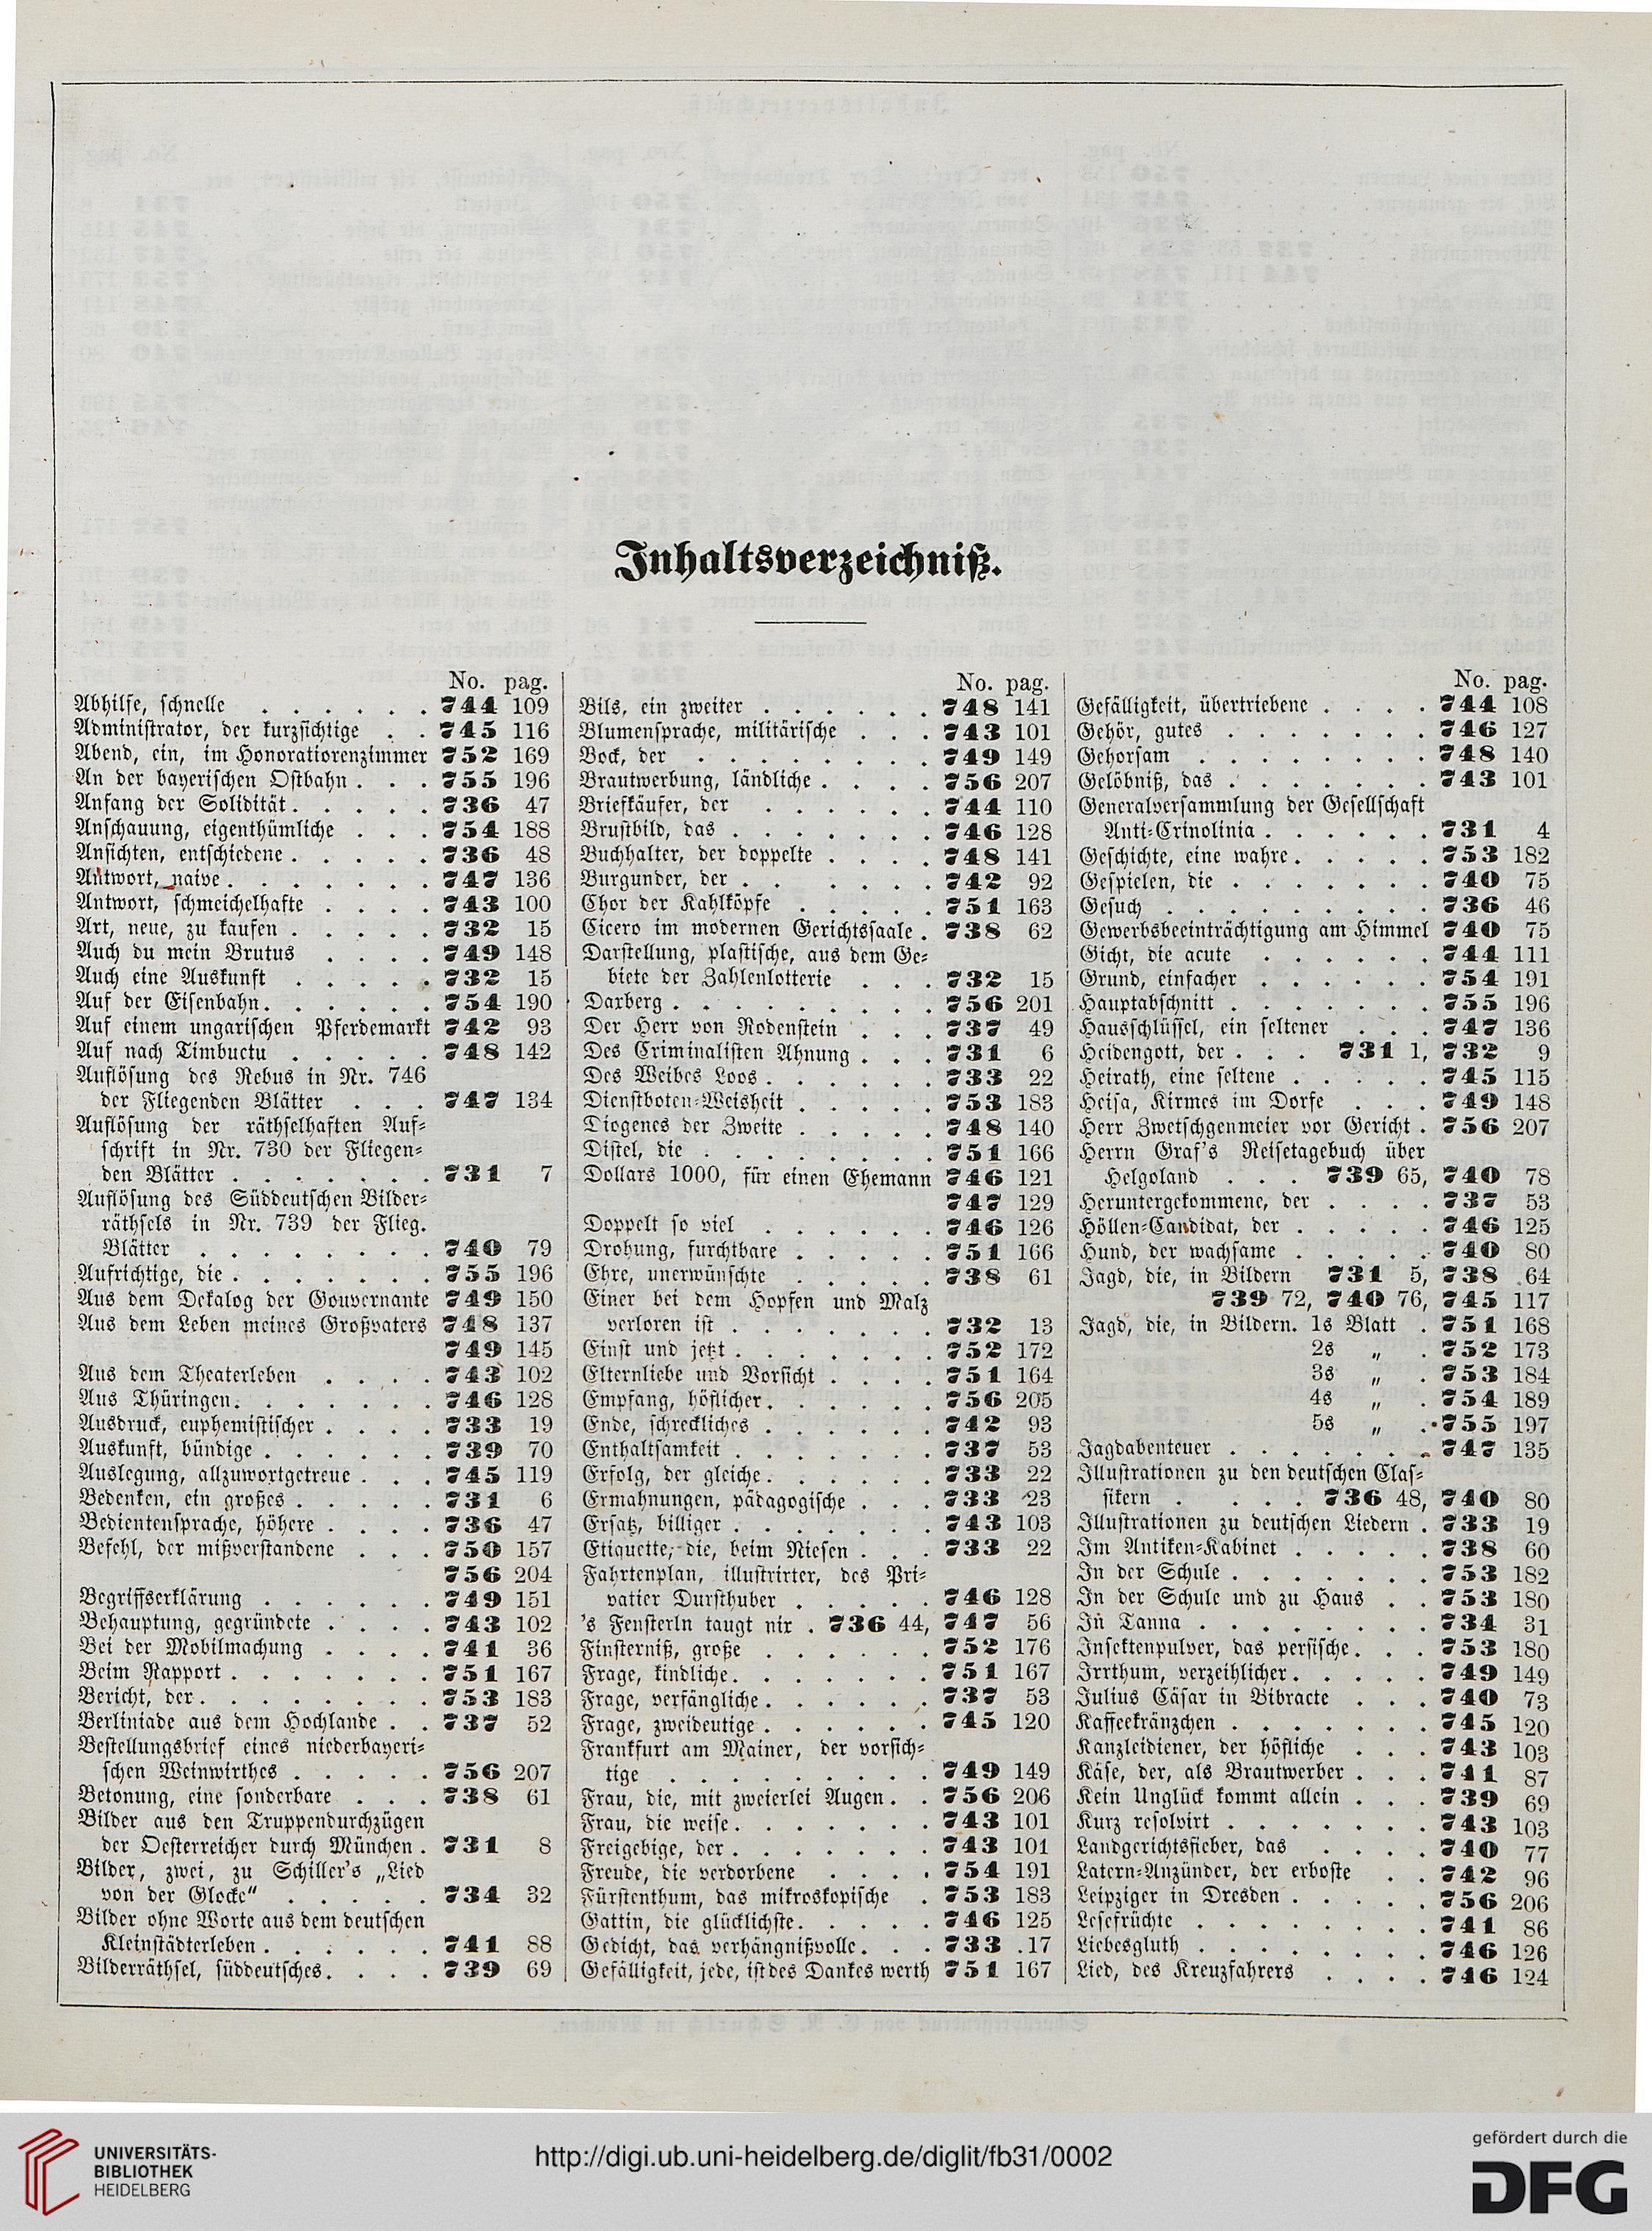 Inhaltsverzeichniß.
No. pag.
Abhilfe, schnelle . . . . . . 744 109
Administrator, der kurzsichtige . . 745 116
Abend, ein, im Honoratiorenzimmer 752 169
An der bayerischen Ostbahn . . . 755 196
Anfang der Solidität . . . . . 736 47
Anschauung, eigenthümliche . . . 754 188
Ansichten, entschiedene . . . . . 736 48
Antwort, naive . . . . . . . 747 136
Antwort, schmeichelhafte . . . . 743 100
Art, neue, zu kaufen . . . . . 732 15
Auch du mein Brutus . . . . 749 148
Auch eine Auskunft . . . . . 732 15
Auf der Eisenbahn . . . . . . 754 190
Auf einem ungarischen Pferdemarkt 742 93
Auf nach Timbuctu . . . . . 748 142
Auflösung des Rebus in Nr. 746
der Fliegenden Blätter . . . 747 134
Auflösung der räthselhaften Auf-
schrift in Nr. 730 der Fliegen-
den Blätter . . . . . . . 731 7
Auflösung des Süddeutschen Bilder-
räthsels in Nr. 739 der Flieg.
Blätter . . . . . . . . 740 79
Aufrichtige, die . . . . . . . 755 196
Aus dem Dekalog der Gouvernante 749 150
Aus dem Leben meines Großvaters 748 137
749 145
Aus dem Theaterleben . . . . 743 102
Aus Thüringen . . . . . . . 746 128
Ausdruck, euphemistischer . . . . 733 19
Auskunft, bündige . . . . . . 739 70
Auslegung, allzuwortgetreue . . . 745 119
Bedenken, ein großes . . . . . 731 6
Bedientensprache, höhere . . . . 736 47
Befehl, der mißverstandene . . . 750 157
756 204
Begriffserklärung . . . . . . 749 151
Behauptung, gegründete . . . . 743 102
Bei der Mobilmachung . . . . 741 36
Beim Rapport . . . . . . . 751 167
Bericht, der . . . . . . . . 753 183
Berliniade aus dem Hochlande . . 737 52
Bestellungsbrief eines niederbayeri-
schen Weinwirthes . . . . . 756 207
Betonung, eine sonderbare . . . 738 61
Bilder aus den Truppendurchzügen
der Oesterreicher durch München . 731 8
Bilder, zwei, zu Schiller's „Lied
von der Glocke" . . . . . 734 32
Bilder ohne Worte aus dem deutschen
Kleinstädterleben . . . . . . 741 88
Bilderräthsel, süddeutsches . . . . 739 69
No. pag.
Bils, ein zweiter . . . . . . . 748 141
Blumensprache, militärische . . . 743 101
Bock, der . . . . . . . . 749 149
Brautwerbung, ländliche . . . . 756 207
Briefkäufer, der . . . . . . 744 110
Brustbild, das . . . . . . . 746 128
Buchhalter, der doppelte . . . . 748 141
Burgunder, der . . . . . . . 742 92
Chor der Kahlköpfe . . . . . 751 163
Cicero im modernen Gerichtssaale . 738 62
Darstellung, plastische, aus dem Ge-
biete der Zahlenlotterie . . . 732 15
Darberg . . . . . . . . . 756 201
Der Herr von Rodenstein . . . . 737 49
Des Criminalisten Ahnung . . . 731 6
Des Weibes Loos . . . . . . 733 22
Dienstboten-Weisheit . . . . . 753 183
Diogenes der Zweite . . . . . 748 140
Distel, die . . . . . . . . 751 166
Dollars 1000, für einen Ehemann 746 121
747 129
Doppelt so viel . . . . . . 746 126
Drohung, furchtbare . . . . . 751 166
Ehre, unerwünschte . . . . . 738 61
Einer bei dem Hopfen und Malz
verloren ist . . . . . . . 732 13
Einst und jetzt . . . . . . . 752 172
Elternliebe und Vorsicht . . . . 751 164
Empfang, höflicher . . . . . . 756 205
Ende, schreckliches . . . . . . 742 93
Enthaltsamkeit . . . . . . . 737 53
Erfolg, der gleiche . . . . . . 733 22
Ermahnungen, pädagogische . . . 733 23
Ersatz, billiger . . . . . . . 743 103
Etiquette, die, beim Niesen . . . 733 22
Fahrtenplan, illustrirter, des Pri-
vatier Dursthuber . . . . . 746 128
's Fensterln taugt nix . 736 44, 747 56
Finsterniß, große . . . . . . 752 176
Frage, kindliche . . . . . . . 751 167
Frage, verfängliche . . . . . . 737 53
Frage, zweideutige . . . . . . 745 120
Frankfurt am Mainer, der vorsich-
tige . . . . . . . . . 749 149
Frau, die, mit zweierlei Augen . . 756 206
Frau, die weise . . . . . . . 743 101
Freigebige, der . . . . . . . 743 101
Freude, die verdorbene . . . . 754 191
Fürstenthum, das mikroskopische . 753 183
Gattin, die glücklichste . . . . . 746 125
Gedicht, das verhängnißvolle . . . 733 17
Gefälligkeit, jede, ist des Dankes werth 751 167
No. pag.
Gefälligkeit, übertriebene . . . . 744 108
Gehör, gutes . . . . . . . 746 127
Gehorsam . . . . . . . . 748 140
Gelöbniß, das . . . . . . . 743 101
Generalversammlung der Gesellschaft
Anti-Crinolinia . . . . . . 731 4
Geschichte, eine wahre . . . . . 753 182
Gespielen, die . . . . . . . 740 75
Gesuch . . . . . . . . . 736 46
Gewerbsbeeinträchtigung am Himmel 740 75
Gicht, die acute . . . . . . 744 111
Grund, einfacher . . . . . . 754 191
Hauptabschnitt . . . . . . . 755 196
Hausschlüssel, ein seltener . . . 747 136
Heidengott, der . . . 731 1, 732 9
Heirath, eine seltene . . . . . 745 115
Heisa, Kirmes im Dorfe . . . 749 148
Herr Zwetschgenmeier vor Gericht . 756 207
Herrn Graf's Reisetagebuch über
Helgoland . . . 739 65, 740 78
Heruntergekommene, der . . . . 737 53
Höllen-Candidat, der . . . . . 746 125
Hund, der wachsame . . . . . 740 80
Jagd, die, in Bildern 731 5, 738 64
739 72, 740 76, 745 117
Jagd, die, in Bildern. 1s Blatt . 751 168
2s „ . 752 173
3s „ . 753 184
4s „ . 754 189
5s „ . 755 197
Jagdabenteuer . . . . . . . 747 135
Illustrationen zu den deutschen Clas-
sikern . . . . 736 48, 740 80
Illustrationen zu deutschen Liedern . 733 19
Im Antiken-Kabinet . . . . . 738 60
In der Schule . . . . . . . 753 182
In der Schule und zu Haus . . 753 180
In Tanna . . . . . . . . 734 31
Insektenpulver, das persische . . . 753 180
Irrthum, verzeihlicher . . . . . 749 149
Julius Cäsar in Bibracte . . . 740 73
Kaffeekränzchen . . . . . . . 745 120
Kanzleidiener, der höfliche . . . 743 103
Käse, der, als Brautwerber . . . 741 87
Kein Unglück kommt allein . . . 739 69
Kurz resolvirt . . . . . . . 743 103
Landgerichtsfieber, das . . . . 740 77
Latern-Anzünder, der erboste . . 742 96
Leipziger in Dresden . . . . . 756 206
Lesefrüchte . . . . . . . . 741 86
Liebesgluth . . . . . . . . 746 126
Lied, des Kreuzfahrers . . . . 746 124
UNIVERSITÄTS-
BIBLIOTHEK
HEIDELBERG
http://digi.ub.uni-heidelberg.de/diglit/fb31/0002
gefördert durch die
DFG